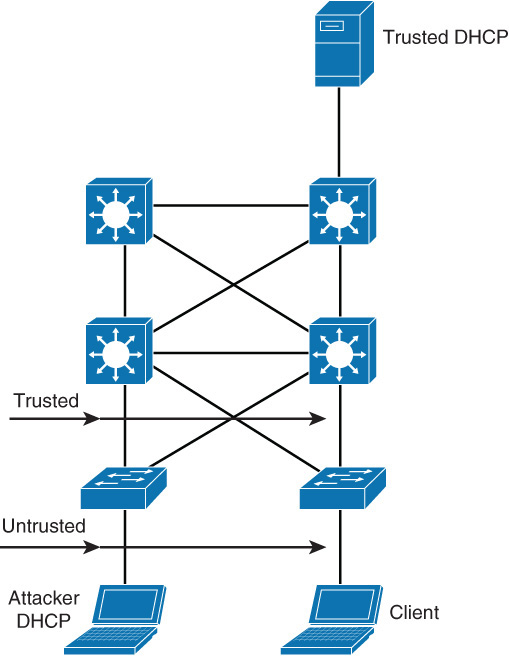 Trusted DHCP
Trusted
Untrusted
Attacker
DHCP
Client